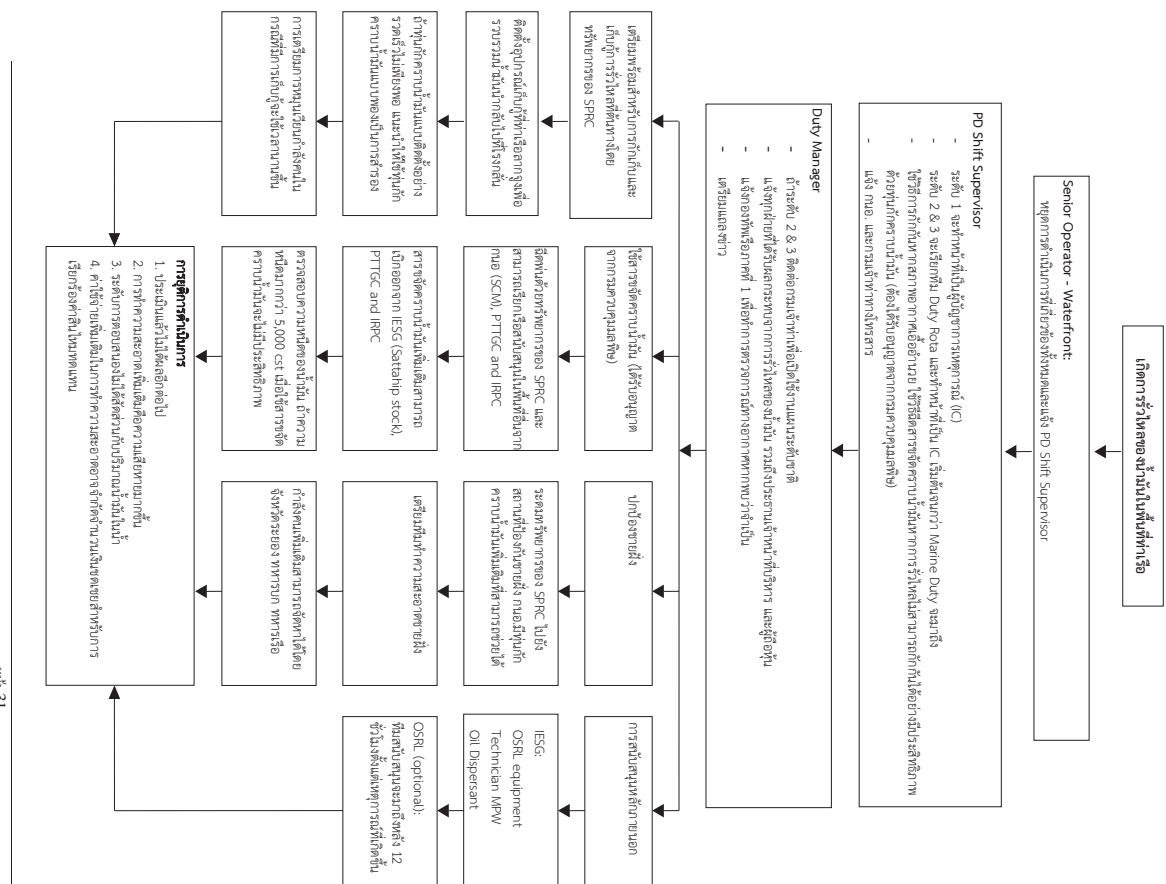 เกิดการรั่วไหลของน้ำมันในพื้นที่ท่าเรือ
Senior Operator - Waterfront:
หยุดการดำเนินการที่เกี่ยวข้องทั้งหมดและแจ้ง PD Shift Supervisor
PD Shift Supervisor
- ระดับ 1 จะทำหน้าที่เป็นผู้บัญชาการเหตุการณ์ (IC)
- ระดับ 2 & 3 จะเรียกทีม Duty Rota และทำหน้าที่เป็น IC เริ่มต้นจนกว่า Marine Duty จะมาถึง
- ใช้วิธีการกักกันหากสภาพอากาศเอื้ออำนวย ใช้วิธีฉีดสารขจัดคราบน้ำมันหากการรั่วไหลไม่สามารถกักกันได้อย่างมีประสิทธิภาพ
ด้วยทุ่นกักคราบน้ำมัน (ต้องได้รับอนุญาตจากกรมควบคุมมลพิษ)
- แจ้ง กนอ. และกรมเจ้าท่าทางโทรสาร
Duty Manager
- ถ้าระดับ 2 & 3 ติดต่อกรมเจ้าท่าเพื่อเปิดใช้งานแผนระดับชาติ
- แจ้งทุกฝ่ายที่ได้รับผลกระทบจากการรั่วไหลของน้ำมัน รวมถึงประธานเจ้าหน้าที่บริหาร และผู้ถือหุ้น
- แจ้งกองทัพเรือภาคที่ 1 เพื่อทำการตรวจการณ์ทางอากาศหากพบว่าจำเป็น
- เตรียมแถลงข่าว
เตรียมพร้อมสำหรับการกักเก็บและ
เก็บกู้การรั่วไหลที่ต้นทางโดย
ทรัพยากรของ SPRC
ติดตั้งอุปกรณ์เก็บกู้ที่ท่าเรือลากจูงเพื่อ
รวบรวมน้ำมันนำกลับไปที่โรงกลั่น
ถ้าทุ่นกักคราบน้ำมันแบบติดตั้งอย่าง
รวดเร็วไม่เพียงพอ แนะนำให้ใช้ทุ่นกัก
คราบน้ำมันแบบพองเป็นการสำรอง
การเตรียมการหมุนเวียนกำลังคนใน
กรณีที่มีการเก็บกู้จะใช้เวลานานขึ้น
ใช้สารขจัดคราบน้ำมัน (ได้รับอนุญาต
จากกรมควบคุมมลพิษ)
ฉีดพ่นด้วยทรัพยากรของ SPRC และ
สามารถเรียกเรือสนับสนุนในพื้นที่อื่นจาก
กนอ (SCM), PTTGC and IRPC
สารขจัดคราบน้ำมันเพิ่มเติมสามารถ
เบิกออกจาก IESG (Sattahip stock),
PTTGC and IRPC
ตรวจสอบความหนืดของน้ำมัน ถ้าความ
หนืดมากกว่า 5,000 cst เมื่อใช้สารขจัด
คราบน้ำมันจะไม่มีประสิทธิภาพ
ปกป้องชายฝั่ง
ระดมทรัพยากรของ SPRC ไปยัง
สถานที่ป้องกันชายฝั่ง กนอ.มีทุ่นกัก
คราบน้ำมันเพิ่มเติมที่สามารถช่วยได้
เตรียมทีมทำความสะอาดชายฝั่ง
กำลังคนเพิ่มเติมสามารถจัดหาได้โดย
จังหวัดระยอง ทหารบก ทหารเรือ
การสนับสนุนหลักภายนอก
IESG:
OSRL equipment
Technician MPW
Oil Dispersant
OSRL (optional):
ทีมสนับสนุนจะมาถึงหลัง 12
ชั่วโมงตั้งแต่เหตุการณ์ที่เกิดขึ้น
การยุติการดำเนินการ
1. ประเมินแล้วไม่ได้ผลอีกต่อไป
2. การทำความสะอาดเพิ่มเติมคือความเสียหายมากขึ้น
3. ระดับการตอบสนองไม่ได้สัดส่วนกับปริมาณน้ำมันในน้ำ
4. ค่าใช้จ่ายเพิ่มเติมในการทำความสะอาดอาจจำกัดจำนวนเงินชดเชยสำหรับการ
เรียกร้องค่าสินไหมทดแทน
หน้า 31